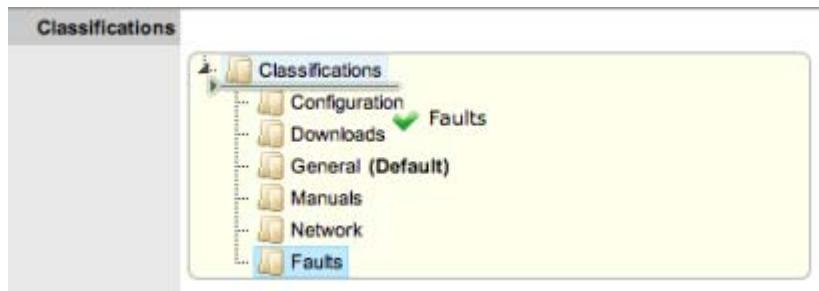 Classifications
Classifications
Configuration
Faults
Downloads
General (Default)
Manuals
Network
Faults